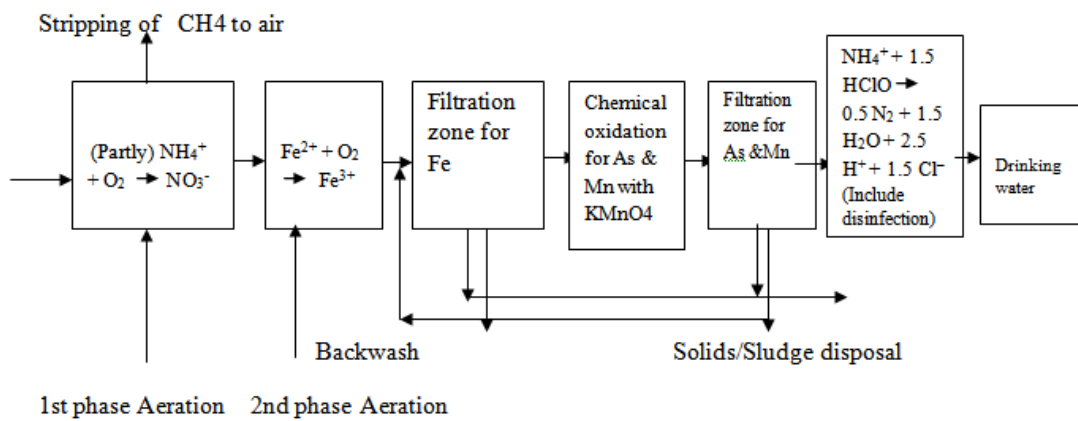 Stripping of CH4 to air
(Partly) NH₄⁺
+ O₂ → NO₃⁻
Fe²⁺ + O₂
→ Fe³⁺
Filtration
zone for
Fe
Chemical
oxidation
for As &
Mn with
KMnO4
Filtration
zone for
As &Mn
NH₄⁺ + 1.5
HClO →
0.5 N₂ + 1.5
H₂O + 2.5
H⁺ + 1.5 Cl⁻
(Include
disinfection)
Drinking
water
Backwash
Solids/Sludge disposal
1st phase Aeration
2nd phase Aeration